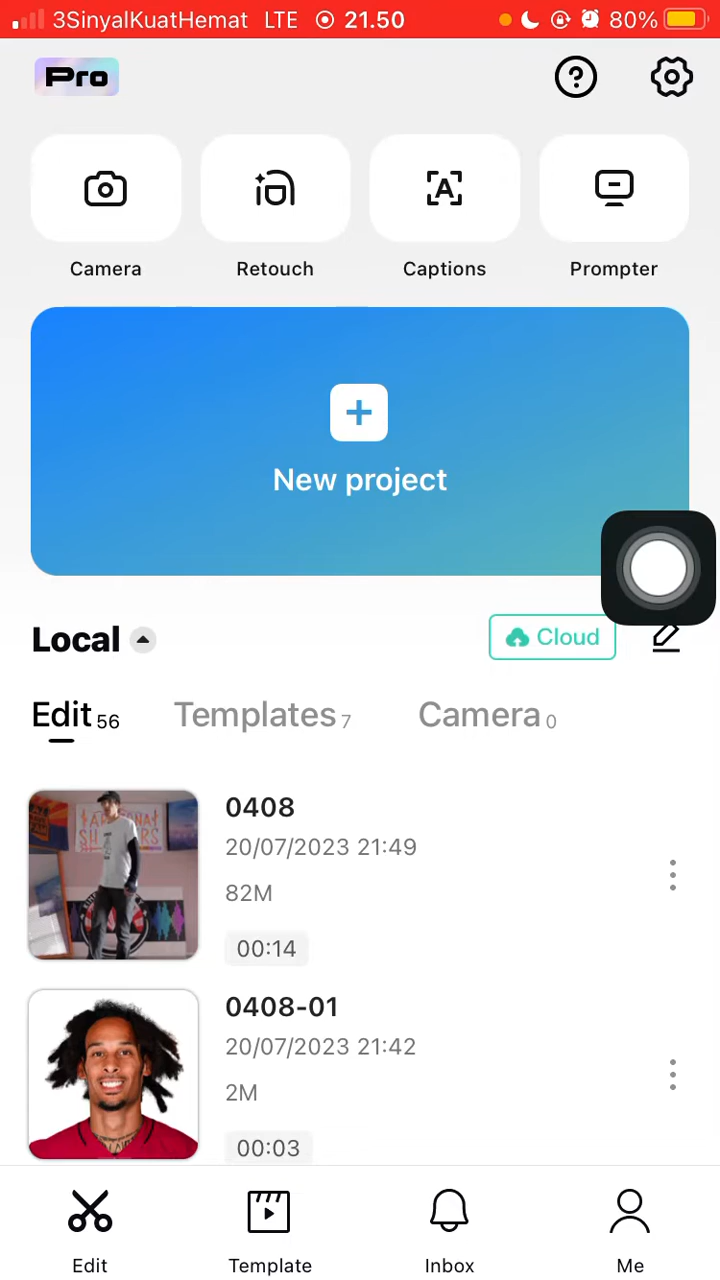 3SinyalKuatHemat LTE 21.50 80%
Pro
Camera Retouch Captions Prompter
New project
Local Cloud
Edit 56 Templates 7 Camera 0
0408
20/07/2023 21:49
82M
00:14
0408-01
20/07/2023 21:42
2M
00:03
Edit Template Inbox Me